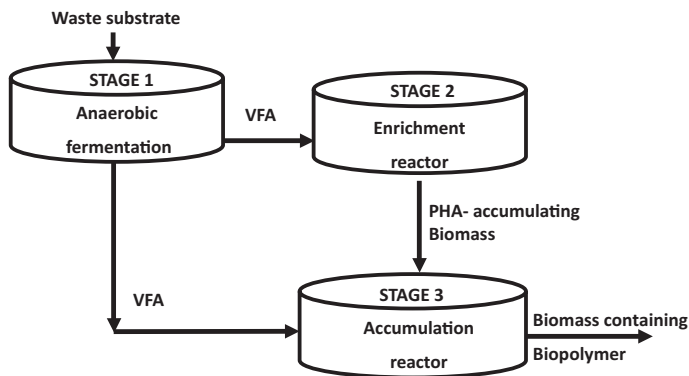 Waste substrate
STAGE 1
Anaerobic
fermentation
VFA
STAGE 2
Enrichment
reactor
PHA- accumulating
Biomass
VFA
STAGE 3
Accumulation
reactor
Biomass containing
Biopolymer